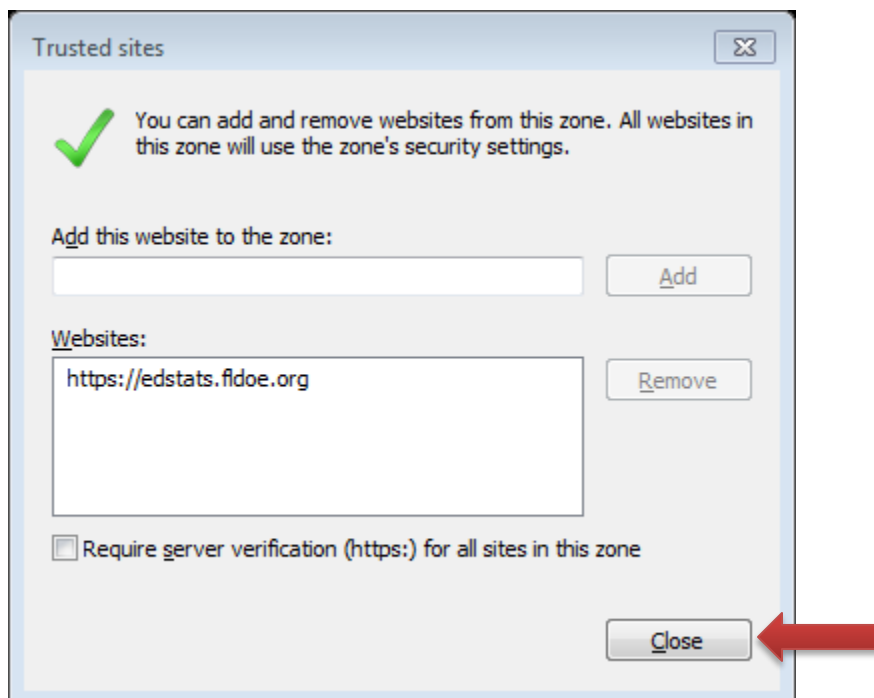 Trusted sites
You can add and remove websites from this zone. All websites in
this zone will use the zone's security settings.
Add this website to the zone:
Add
Websites:
https://edstats.fldoe.org
Remove
Require server verification (https:) for all sites in this zone
Close